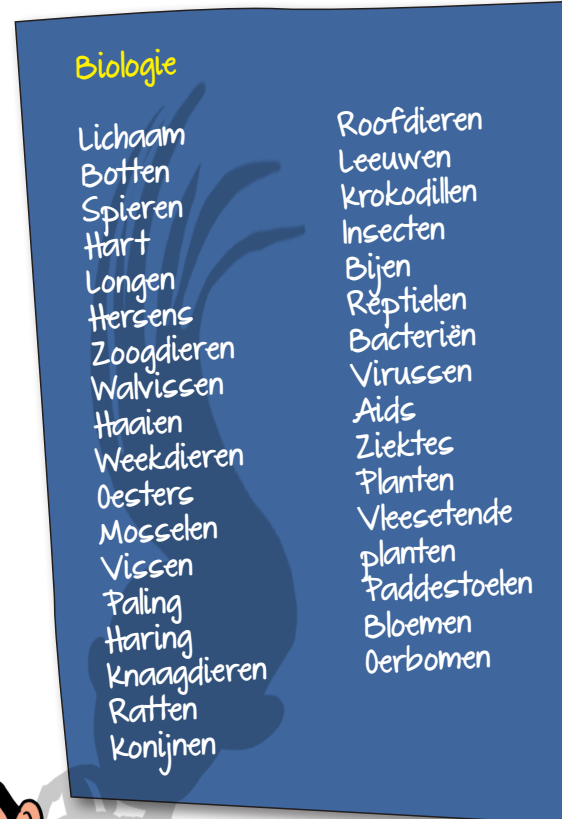 Biologie
Lichaam
Botten
Spieren
Hart
Longen
Hersens
Zoogdieren
Walvissen
Haaien
Weekdieren
Oesters
Mosselen
Vissen
Paling
Haring
Knaagdieren
Ratten
Konijnen
Roofdieren
Leeuwen
Krokodillen
Insecten
Bijen
Reptielen
Bacteriën
Virussen
Aids
Ziektes
Planten
Vleesetende
planten
Paddestoelen
Bloemen
Oerbomen